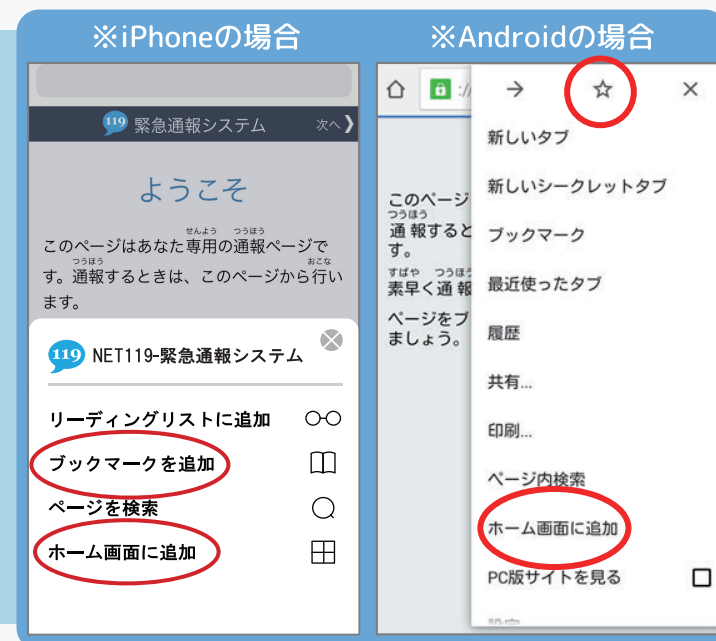 ※iPhoneの場合
119 緊急通報システム 次へ❯
ようこそ
せんよう つうほう
このページはあなた専用の通報ページで
つうほう おこな
す。通報するときは、このページから行い
ます。
119 NET119-緊急通報システム
リーディングリストに追加
ブックマークを追加
ページを検索
ホーム画面に追加
※Androidの場合
://
このページ
つうほう
通報すると
す。
すばや つうほう
素早く通報
ページをブ
ましょう。
新しいタブ
新しいシークレットタブ
ブックマーク
最近使ったタブ
履歴
共有...
印刷...
ページ内検索
ホーム画面に追加
PC版サイトを見る